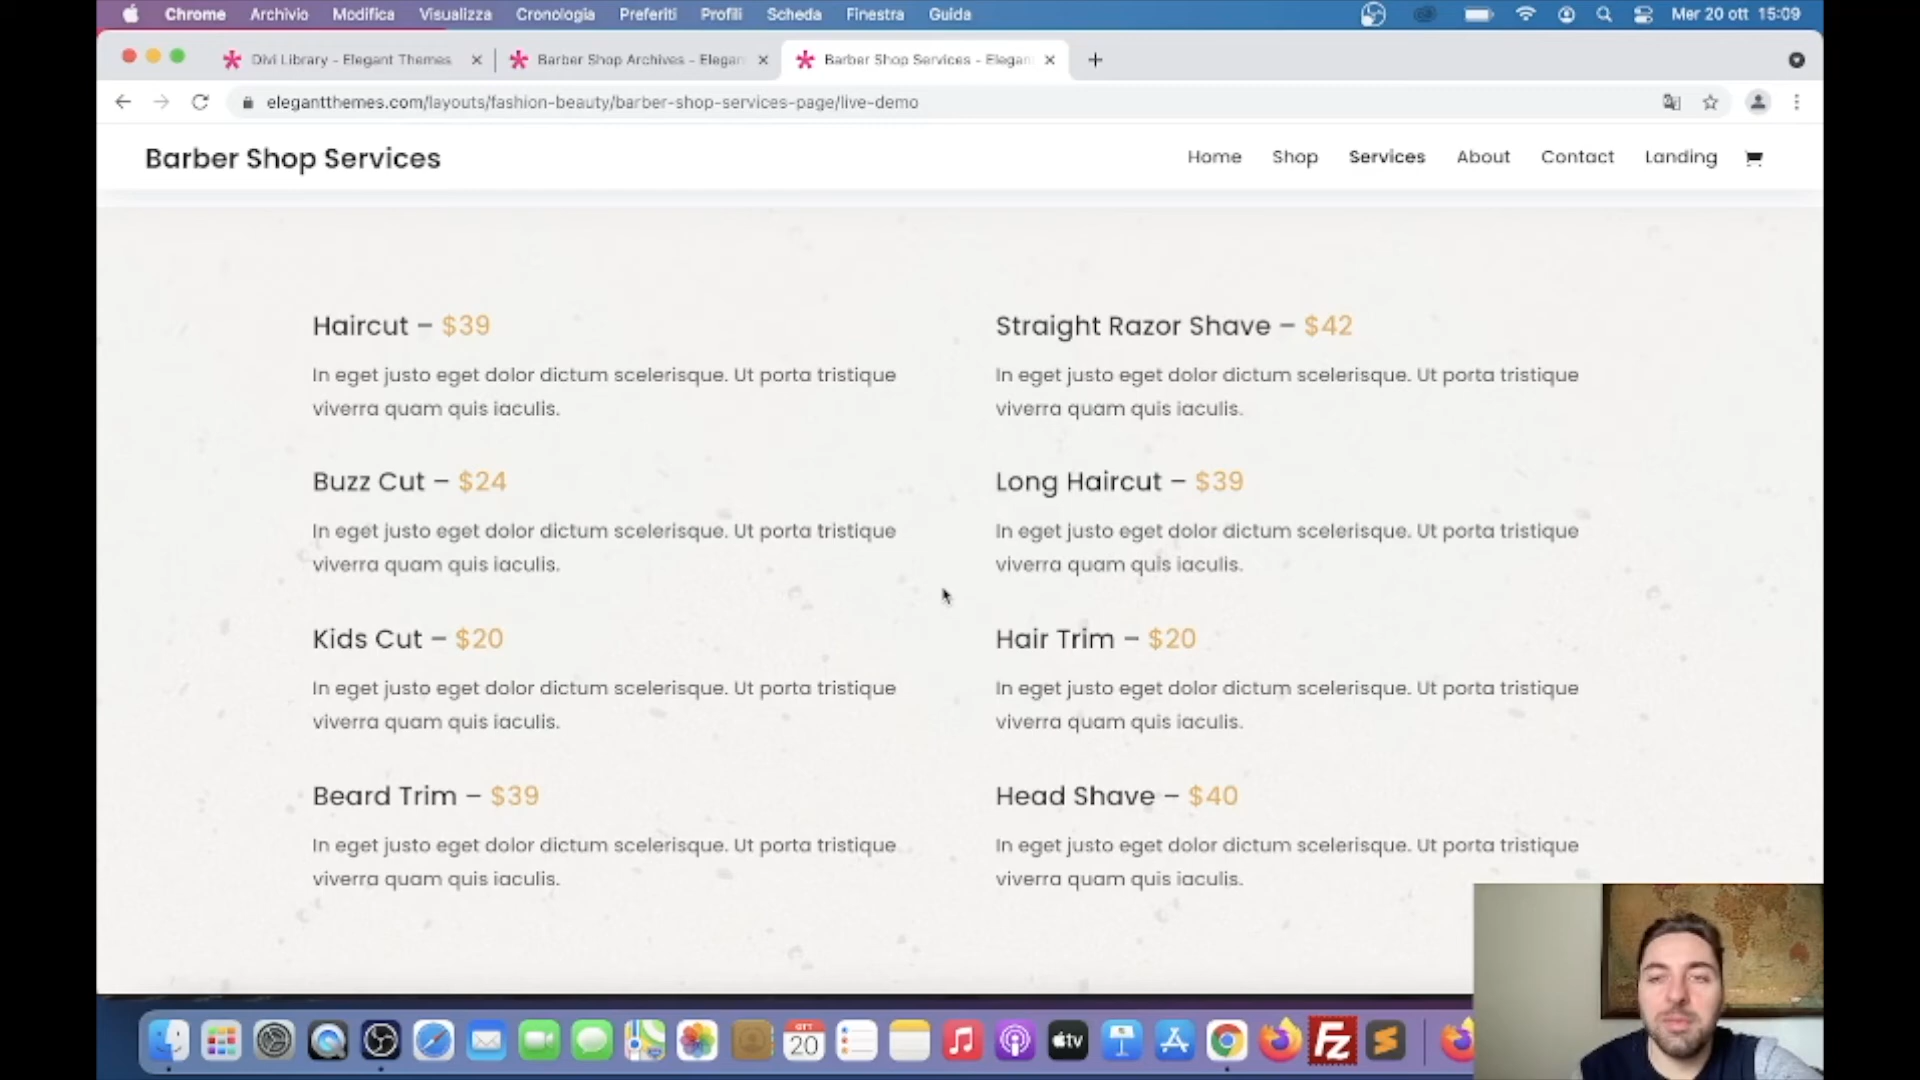 Chrome Archivio Modifica Visualizza Cronologia Preferiti Profili Scheda Finestra Guida Mer 20 ott 15:09
Divi Library - Elegant Themes Barber Shop Archives - Elegan Barber Shop Services - Elegan
elegantthemes.com/layouts/fashion-beauty/barber-shop-services-page/live-demo
Barber Shop Services Home Shop Services About Contact Landing
Haircut – $39
In eget justo eget dolor dictum scelerisque. Ut porta tristique
viverra quam quis iaculis.
Straight Razor Shave – $42
In eget justo eget dolor dictum scelerisque. Ut porta tristique
viverra quam quis iaculis.
Buzz Cut – $24
In eget justo eget dolor dictum scelerisque. Ut porta tristique
viverra quam quis iaculis.
Long Haircut – $39
In eget justo eget dolor dictum scelerisque. Ut porta tristique
viverra quam quis iaculis.
Kids Cut – $20
In eget justo eget dolor dictum scelerisque. Ut porta tristique
viverra quam quis iaculis.
Hair Trim – $20
In eget justo eget dolor dictum scelerisque. Ut porta tristique
viverra quam quis iaculis.
Beard Trim – $39
In eget justo eget dolor dictum scelerisque. Ut porta tristique
viverra quam quis iaculis.
Head Shave – $40
In eget justo eget dolor dictum scelerisque. Ut porta tristique
viverra quam quis iaculis.
OTT
20
tv
Fz